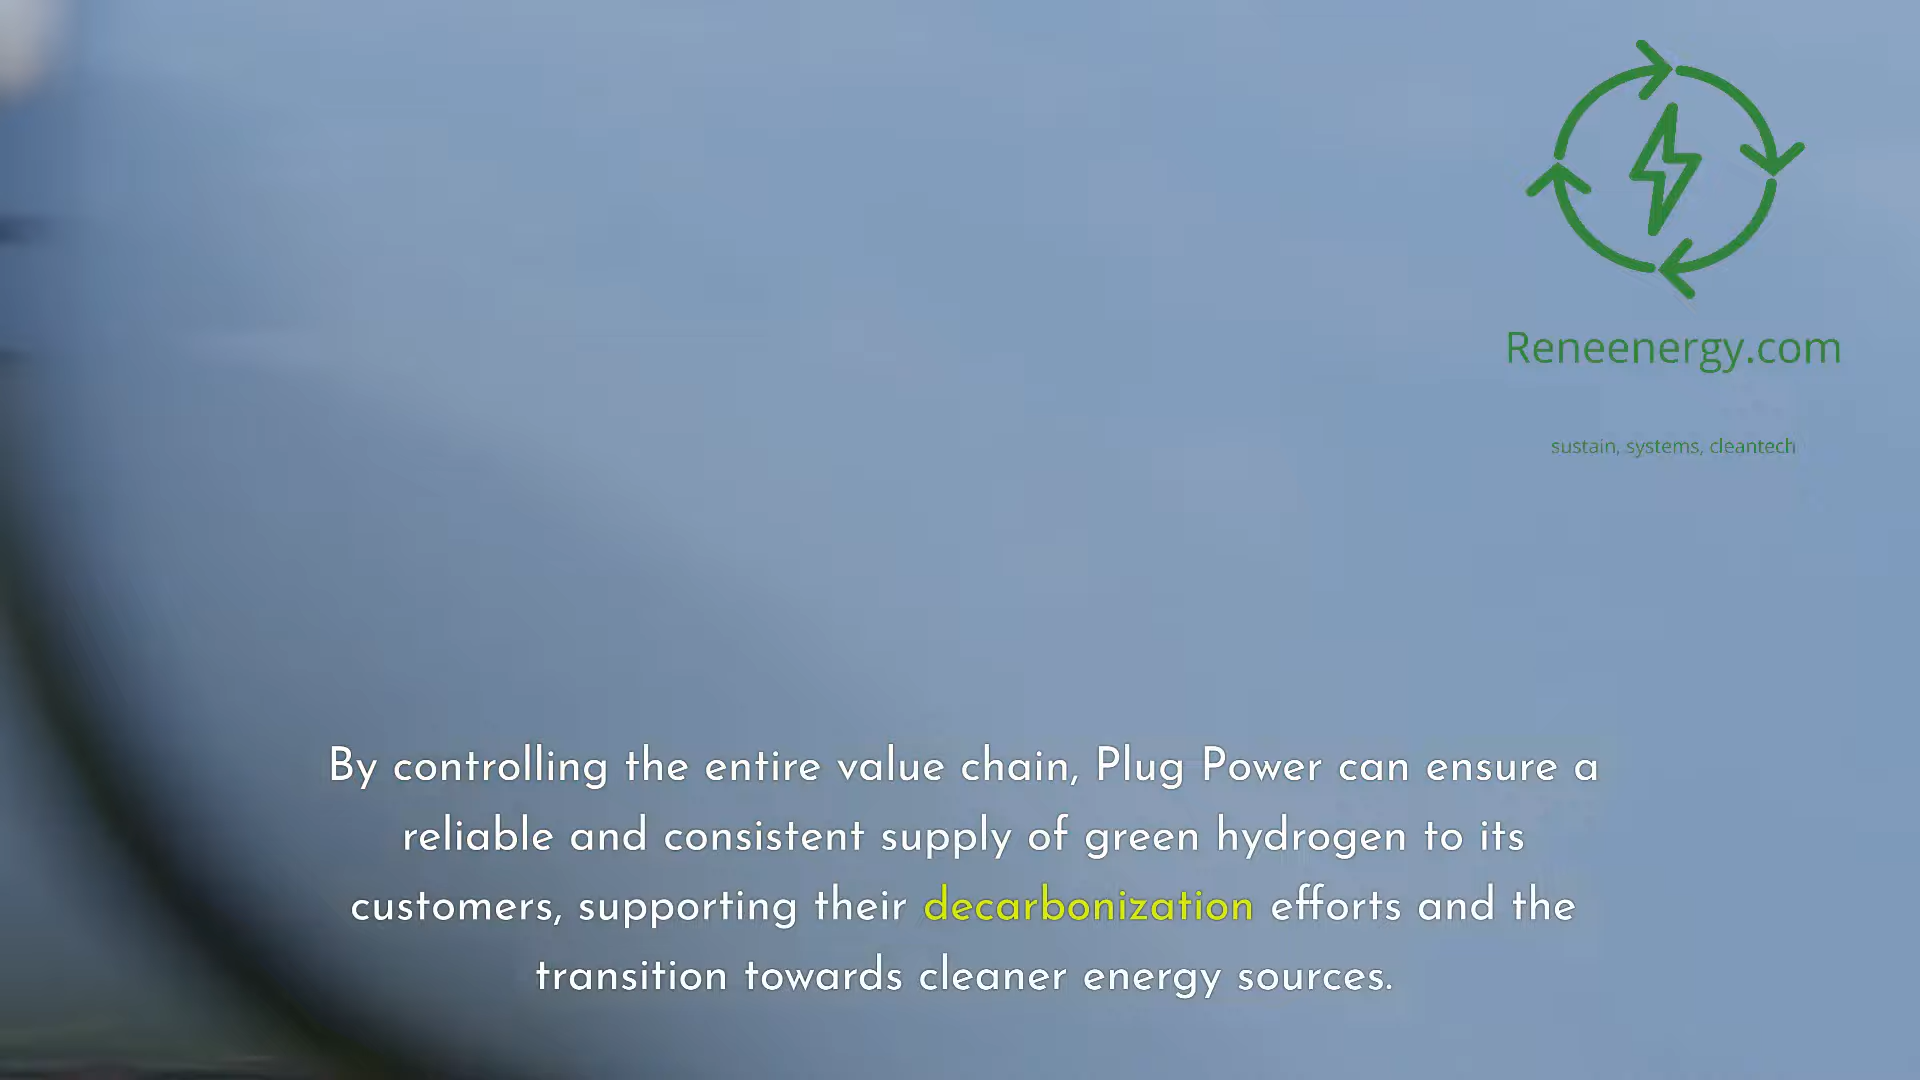 Reneenergy.com
sustain, systems, cleantech
By controlling the entire value chain, Plug Power can ensure a
reliable and consistent supply of green hydrogen to its
customers, supporting their decarbonization efforts and the
transition towards cleaner energy sources.